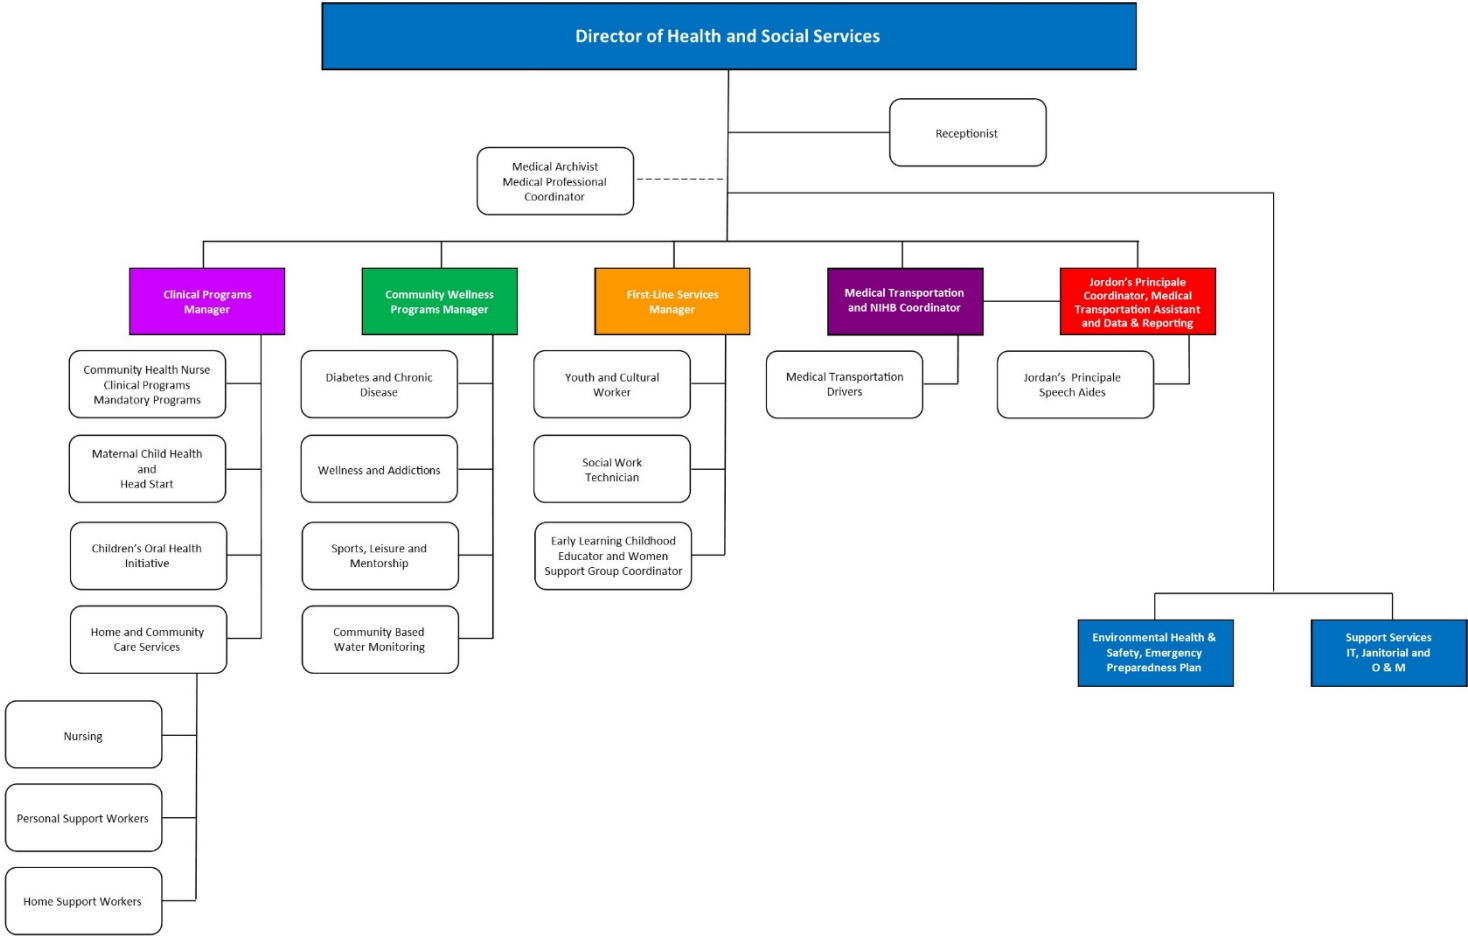 Director of Health and Social Services
Receptionist
Medical Archivist
Medical Professional
Coordinator
Clinical Programs
Manager
Community Wellness
Programs Manager
First-Line Services
Manager
Medical Transportation
and NIHB Coordinator
Jordon's Principale
Coordinator, Medical
Transportation Assistant
and Data & Reporting
Community Health Nurse
Clinical Programs
Mandatory Programs
Diabetes and Chronic
Disease
Youth and Cultural
Worker
Medical Transportation
Drivers
Jordan's  Principale
Speech Aides
Maternal Child Health
and
Head Start
Wellness and Addictions
Social Work
Technician
Children's Oral Health
Initiative
Sports, Leisure and
Mentorship
Early Learning Childhood
Educator and Women
Support Group Coordinator
Home and Community
Care Services
Community Based
Water Monitoring
Environmental Health &
Safety, Emergency
Preparedness Plan
Support Services
IT, Janitorial and
O & M
Nursing
Personal Support Workers
Home Support Workers